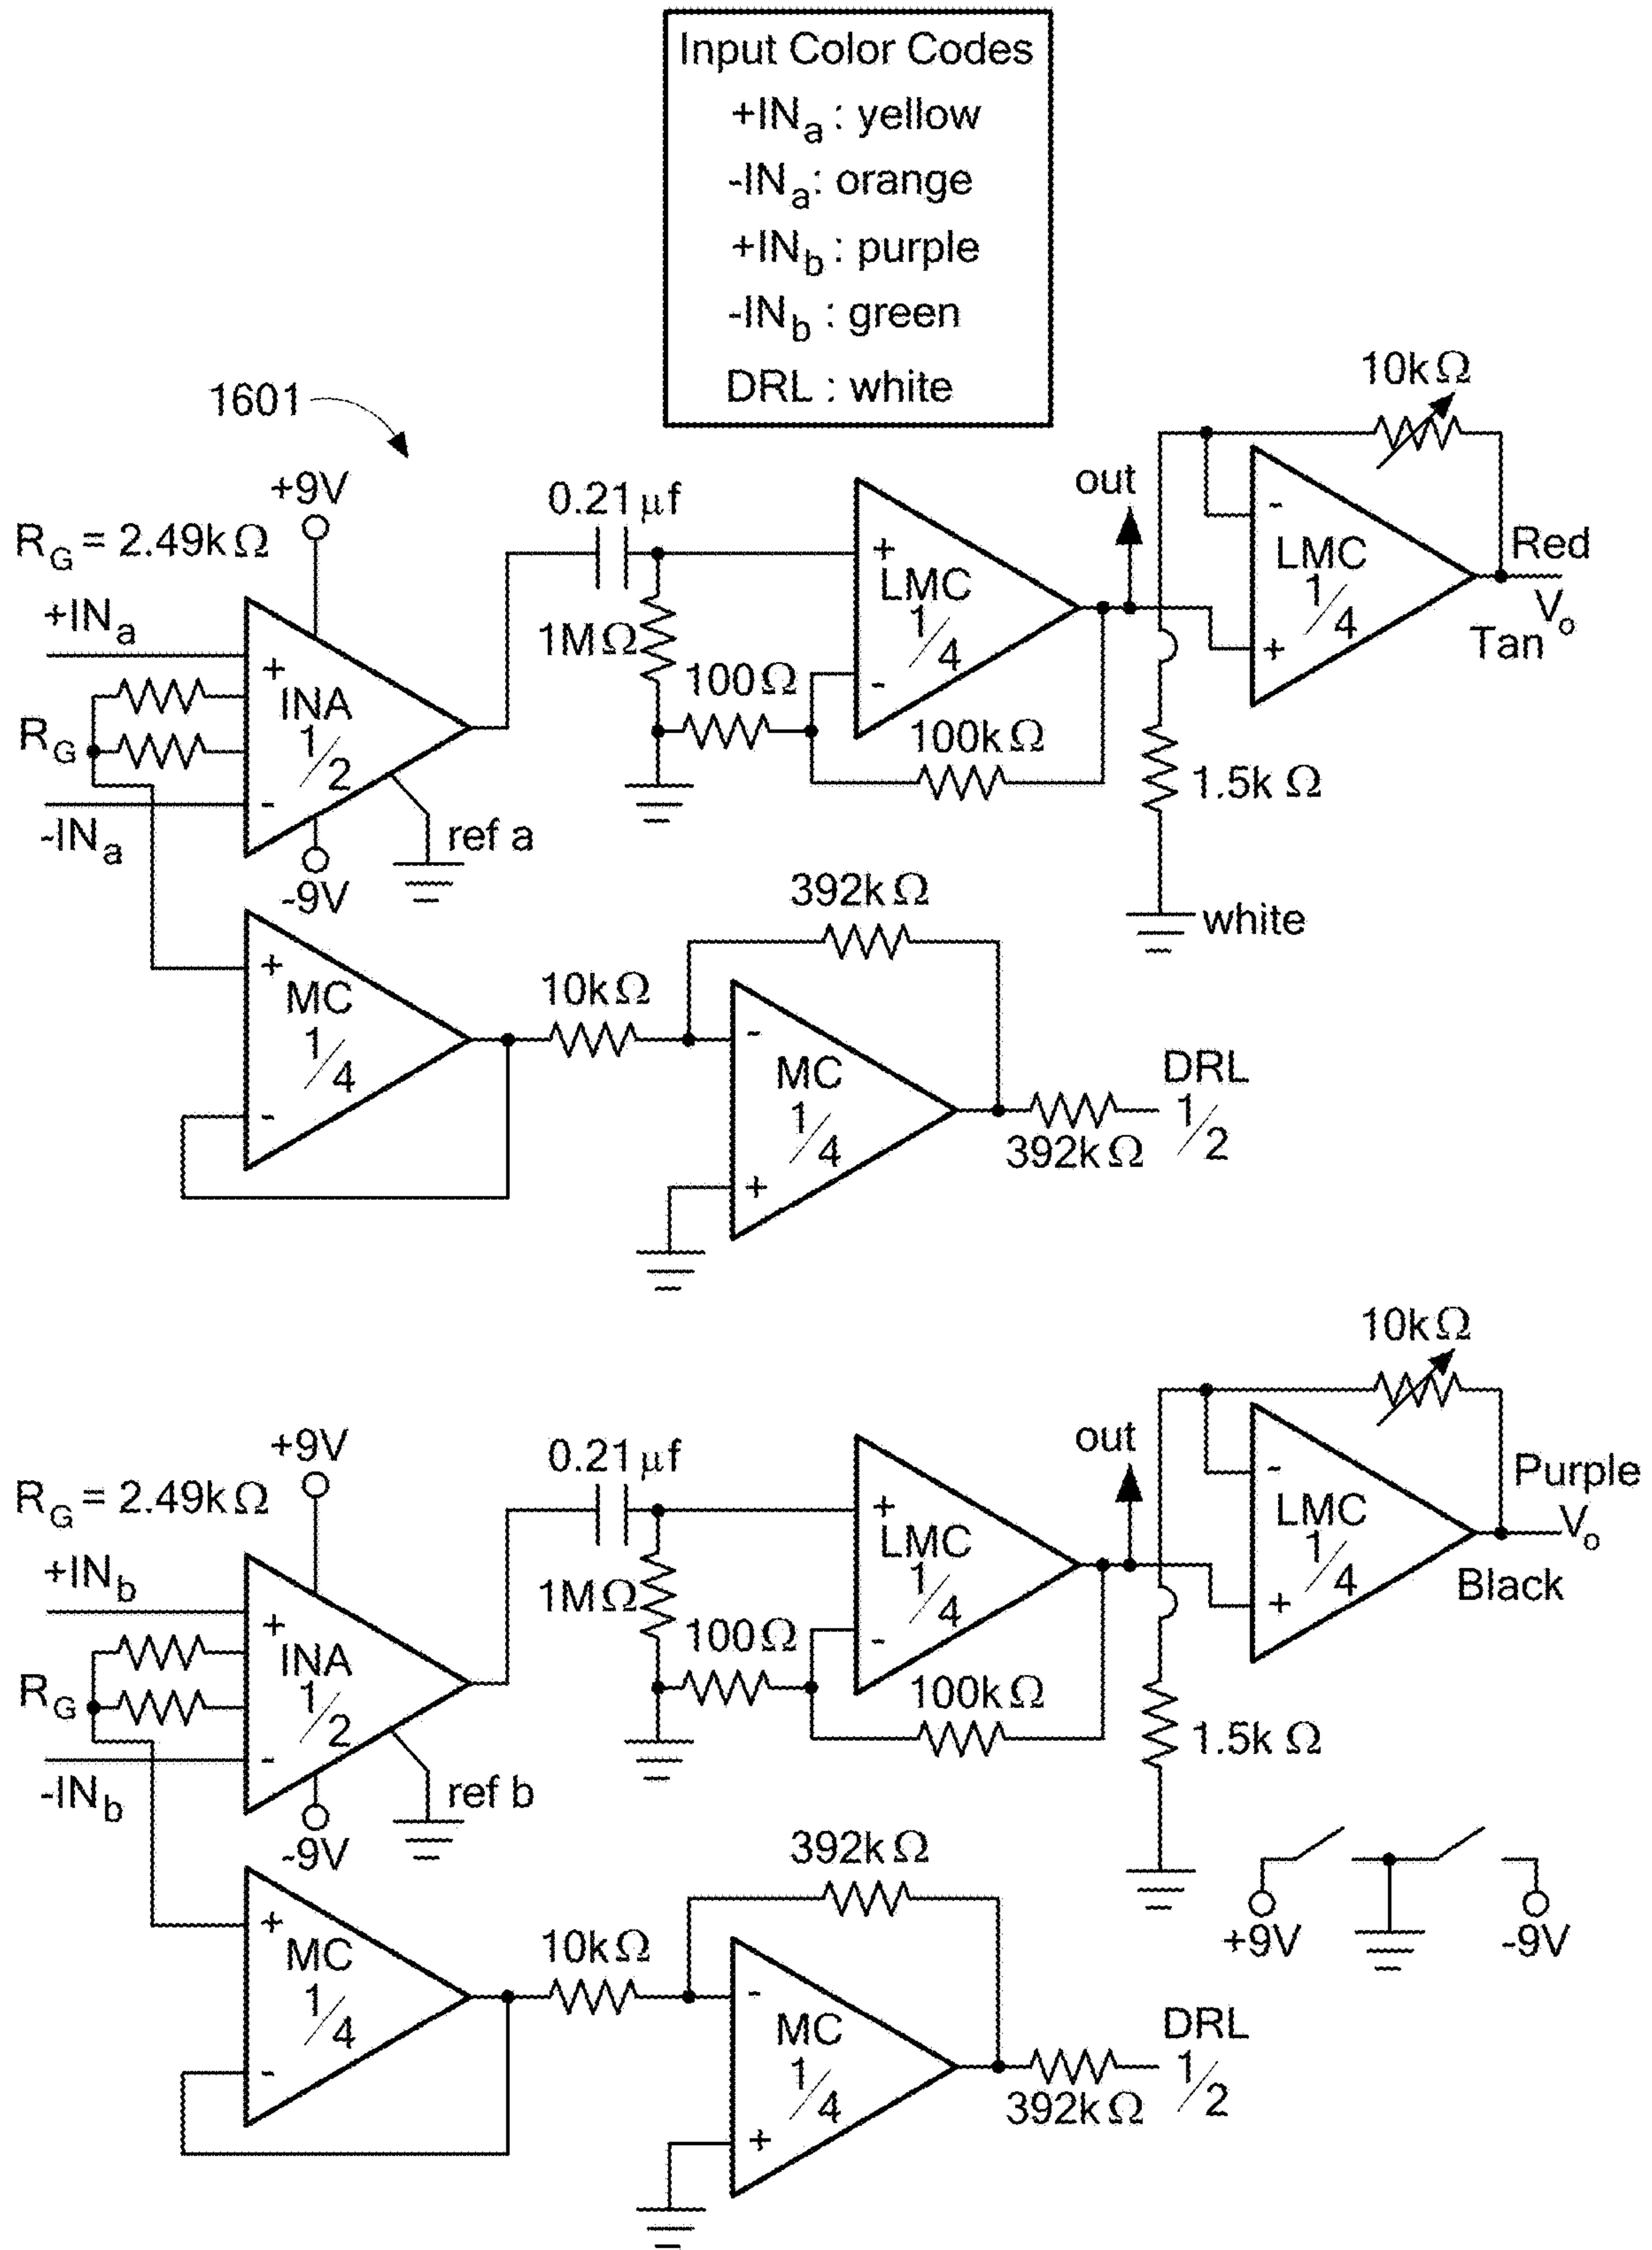 Input Color Codes
+INa : yellow
-INa: orange
+INb : purple
-INb : green
DRL : white
1601
10kΩ
+9V
0.21 μf
out
RG = 2.49kΩ
+
LMC
1/4
-
LMC
1/4
+
Red
Vo
Tan
+INa
1MΩ
100Ω
-
+
INA
1/2
-
RG
100kΩ
1.5k Ω
-INa
ref a
-9V
392kΩ
white
+
MC
1/4
-
10kΩ
-
MC
1/4
+
DRL
1/2
392kΩ
10kΩ
+9V
0.21 μf
out
RG = 2.49kΩ
+
LMC
1/4
-
LMC
1/4
+
Purple
Vo
Black
+INb
1MΩ
100Ω
-
+
INA
1/2
-
RG
100kΩ
1.5k Ω
-INb
ref b
-9V
392kΩ
+9V
-9V
+
MC
1/4
-
10kΩ
-
MC
1/4
+
DRL
1/2
392kΩ